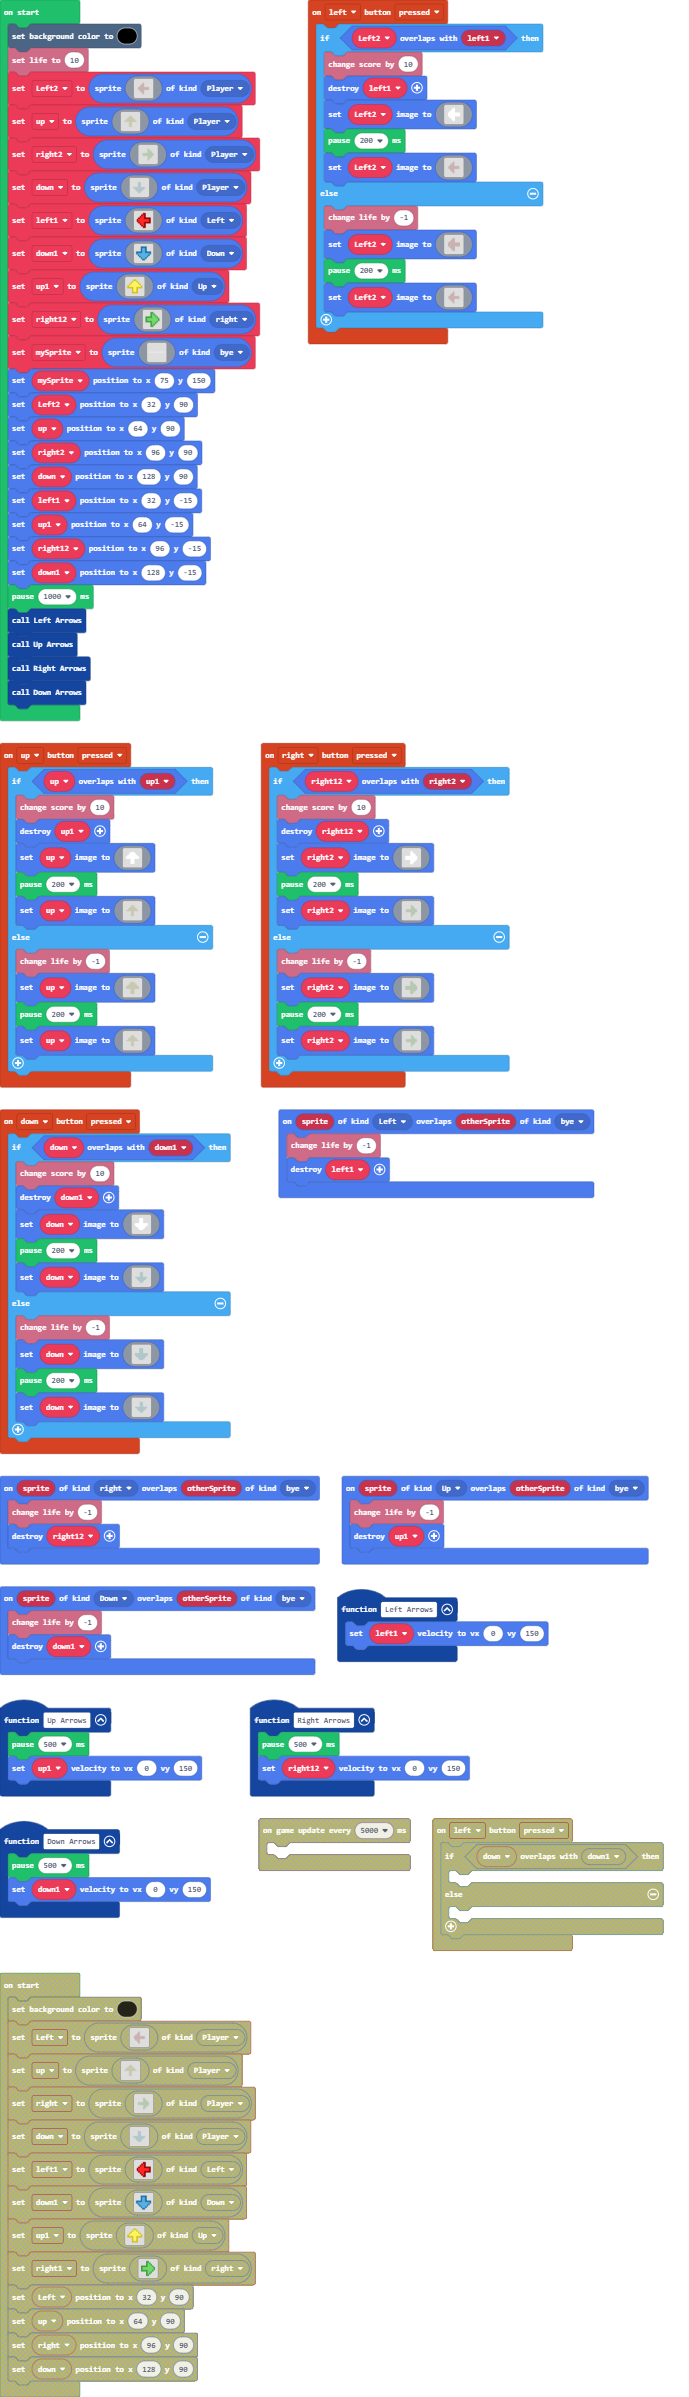 on start
set background color to
set life to 10
set Left2 to sprite of kind Player
set up to sprite of kind Player
set right2 to sprite of kind Player
set down to sprite of kind Player
set left1 to sprite of kind Left
set down1 to sprite of kind Down
set up1 to sprite of kind Up
set right12 to sprite of kind right
set mySprite to sprite of kind bye
set mySprite position to x 75 y 150
set Left2 position to x 32 y 90
set up position to x 64 y 90
set right2 position to x 96 y 90
set down position to x 128 y 90
set left1 position to x 32 y -15
set up1 position to x 64 y -15
set right12 position to x 96 y -15
set down1 position to x 128 y -15
pause 1000 ms
call Left Arrows
call Up Arrows
call Right Arrows
call Down Arrows
on left button pressed
if Left2 overlaps with left1 then
change score by 10
destroy left1
set Left2 image to
pause 200 ms
set Left2 image to
else
change life by -1
set Left2 image to
pause 200 ms
set Left2 image to
on up button pressed
if up overlaps with up1 then
change score by 10
destroy up1
set up image to
pause 200 ms
set up image to
else
change life by -1
set up image to
pause 200 ms
set up image to
on right button pressed
if right12 overlaps with right2 then
change score by 10
destroy right12
set right2 image to
pause 200 ms
set right2 image to
else
change life by -1
set right2 image to
pause 200 ms
set right2 image to
on down button pressed
if down overlaps with down1 then
change score by 10
destroy down1
set down image to
pause 200 ms
set down image to
else
change life by -1
set down image to
pause 200 ms
set down image to
on sprite of kind Left overlaps otherSprite of kind bye
change life by -1
destroy left1
on sprite of kind right overlaps otherSprite of kind bye
change life by -1
destroy right12
on sprite of kind Up overlaps otherSprite of kind bye
change life by -1
destroy up1
on sprite of kind Down overlaps otherSprite of kind bye
change life by -1
destroy down1
function Left Arrows
set left1 velocity to vx 0 vy 150
function Up Arrows
pause 500 ms
set up1 velocity to vx 0 vy 150
function Right Arrows
pause 500 ms
set right12 velocity to vx 0 vy 150
function Down Arrows
pause 500 ms
set down1 velocity to vx 0 vy 150
on game update every 5000 ms
on left button pressed
if down overlaps with down1 then
else
on start
set background color to
set Left to sprite of kind Player
set up to sprite of kind Player
set right to sprite of kind Player
set down to sprite of kind Player
set left1 to sprite of kind Left
set down1 to sprite of kind Down
set up1 to sprite of kind Up
set right1 to sprite of kind right
set Left position to x 32 y 90
set up position to x 64 y 90
set right position to x 96 y 90
set down position to x 128 y 90